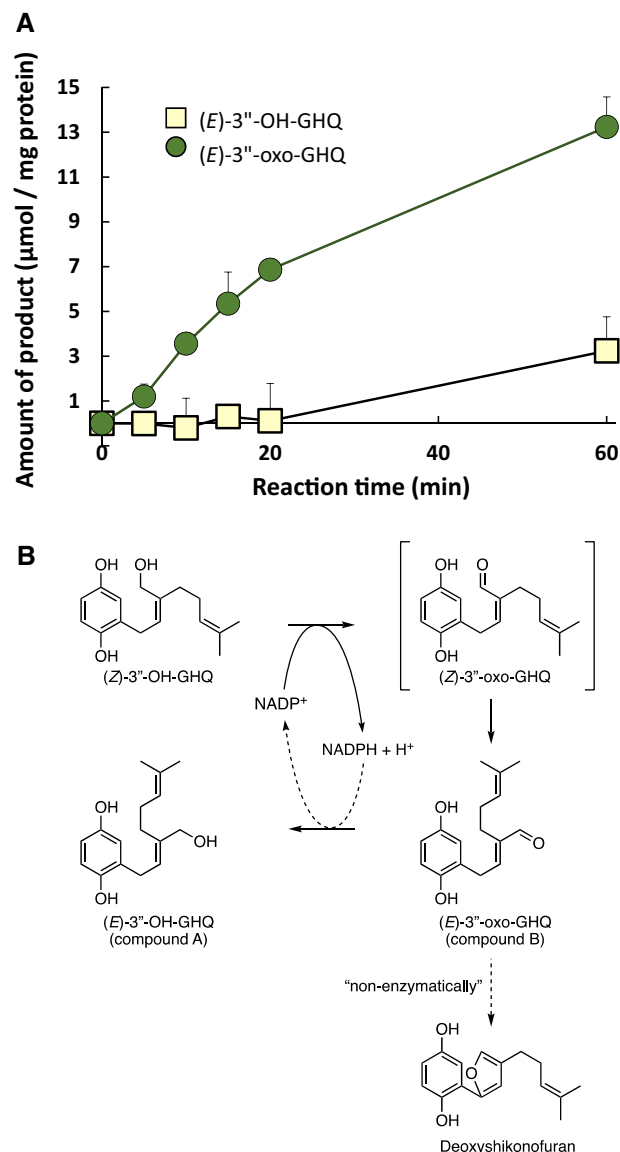 A
Amount of product (μmol / mg protein)
15
13
11
9
7
5
3
1
(E)-3"-OH-GHQ
(E)-3"-oxo-GHQ
0 20 40 60
Reaction time (min)
B
OH OH
OH
(Z)-3"-OH-GHQ
OH O
OH
(Z)-3"-oxo-GHQ
NADP+
NADPH + H+
OH
OH
OH
(E)-3"-OH-GHQ
(compound A)
OH
O
OH
(E)-3"-oxo-GHQ
(compound B)
"non-enzymatically"
OH
O
OH
Deoxyshikonofuran